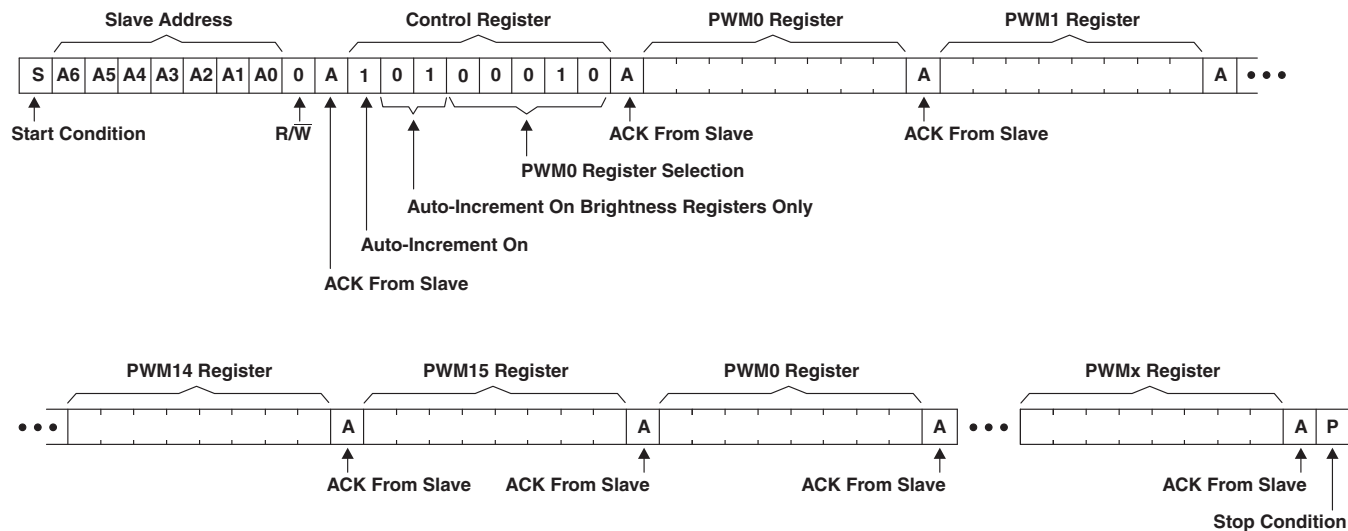 Slave Address Control Register PWM0 Register PWM1 Register
S A6 A5 A4 A3 A2 A1 A0 0 A 1 0 1 0 0 0 1 0 A A A •••
Start Condition R/W̅ ACK From Slave ACK From Slave
PWM0 Register Selection
Auto-Increment On Brightness Registers Only
Auto-Increment On
ACK From Slave
PWM14 Register PWM15 Register PWM0 Register PWMx Register
••• A A A ••• A P
ACK From Slave ACK From Slave ACK From Slave ACK From Slave
Stop Condition